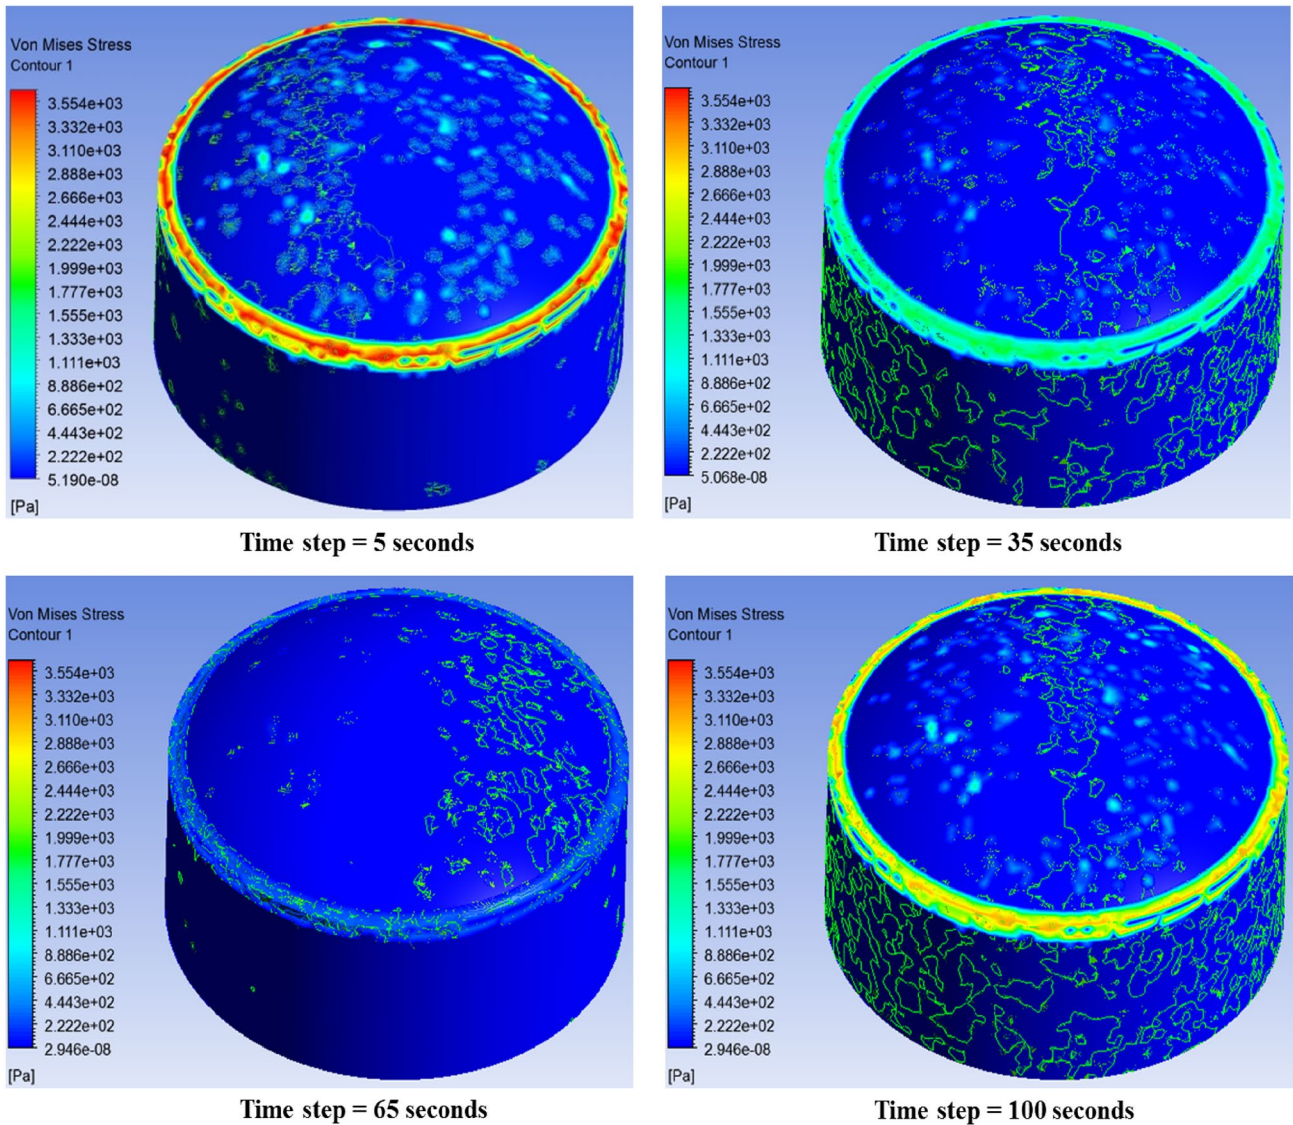 Von Mises Stress
Contour 1
3.554e+03
3.332e+03
3.110e+03
2.888e+03
2.666e+03
2.444e+03
2.222e+03
1.999e+03
1.777e+03
1.555e+03
1.333e+03
1.111e+03
8.886e+02
6.665e+02
4.443e+02
2.222e+02
5.190e-08
[Pa]
Time step = 5 seconds
Von Mises Stress
Contour 1
3.554e+03
3.332e+03
3.110e+03
2.888e+03
2.666e+03
2.444e+03
2.222e+03
1.999e+03
1.777e+03
1.555e+03
1.333e+03
1.111e+03
8.886e+02
6.665e+02
4.443e+02
2.222e+02
5.068e-08
[Pa]
Time step = 35 seconds
Von Mises Stress
Contour 1
3.554e+03
3.332e+03
3.110e+03
2.888e+03
2.666e+03
2.444e+03
2.222e+03
1.999e+03
1.777e+03
1.555e+03
1.333e+03
1.111e+03
8.886e+02
6.665e+02
4.443e+02
2.222e+02
2.946e-08
[Pa]
Time step = 65 seconds
Von Mises Stress
Contour 1
3.554e+03
3.332e+03
3.110e+03
2.888e+03
2.666e+03
2.444e+03
2.222e+03
1.999e+03
1.777e+03
1.555e+03
1.333e+03
1.111e+03
8.886e+02
6.665e+02
4.443e+02
2.222e+02
2.946e-08
[Pa]
Time step = 100 seconds